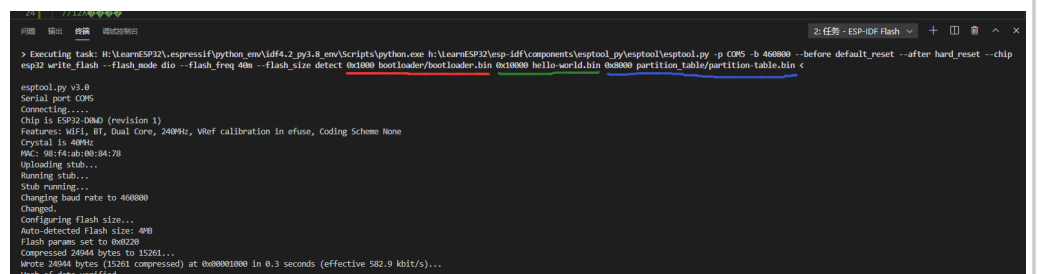 24
问题 输出 终端 调试控制台 2: 任务 - ESP-IDF Flash
> Executing task: H:\LearnESP32\.espressif\python_env\idf4.2_py3.8_env\Scripts\python.exe h:\LearnESP32\esp-idf\components\esptool_py\esptool\esptool.py -p COM5 -b 460800 --before default_reset --after hard_reset --chip
esp32 write_flash --flash_mode dio --flash_freq 40m --flash_size detect 0x1000 bootloader/bootloader.bin 0x10000 hello-world.bin 0x8000 partition_table/partition-table.bin <
esptool.py v3.0
Serial port COM5
Connecting.....
Chip is ESP32-D0WD (revision 1)
Features: WiFi, BT, Dual Core, 240MHz, VRef calibration in efuse, Coding Scheme None
Crystal is 40MHz
MAC: 98:f4:ab:00:84:78
Uploading stub...
Running stub...
Stub running...
Changing baud rate to 460800
Changed.
Configuring flash size...
Auto-detected Flash size: 4MB
Flash params set to 0x0220
Compressed 24944 bytes to 15261...
Wrote 24944 bytes (15261 compressed) at 0x00001000 in 0.3 seconds (effective 582.9 kbit/s)...
Hash of data verified.